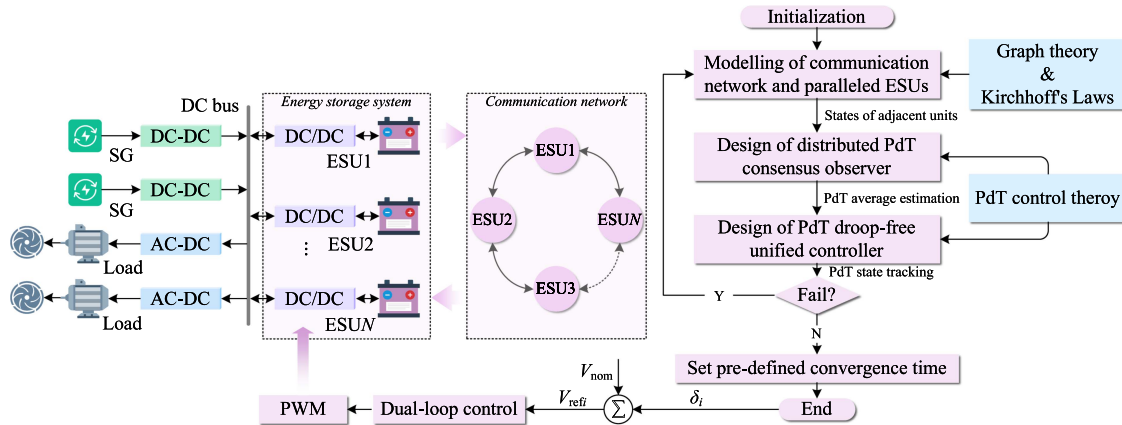 DC bus
Energy storage system
Communication network
SG
DC-DC
DC/DC
ESU1
SG
DC-DC
DC/DC
ESU2
⋮
Load
AC-DC
Load
AC-DC
DC/DC
ESUN
ESU1
ESU2
ESUN
ESU3
Initialization
Modelling of communication
network and paralleled ESUs
Graph theory
&
Kirchhoff's Laws
States of adjacent units
Design of distributed PdT
consensus observer
PdT average estimation
PdT control theroy
Design of PdT droop-free
unified controller
PdT state tracking
Y
Fail?
N
Set pre-defined convergence time
End
δi
Σ
Vnom
Vrefi
Dual-loop control
PWM